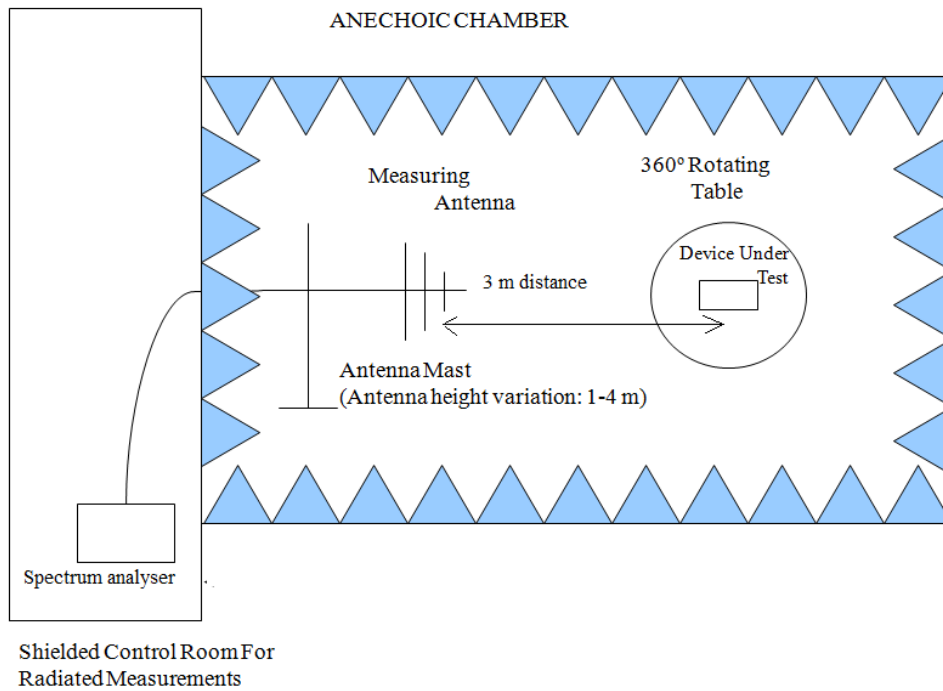 ANECHOIC CHAMBER
Measuring
Antenna
360º Rotating
Table
Device Under
Test
3 m distance
Antenna Mast
(Antenna height variation: 1-4 m)
Spectrum analyser
Shielded Control Room For
Radiated Measurements